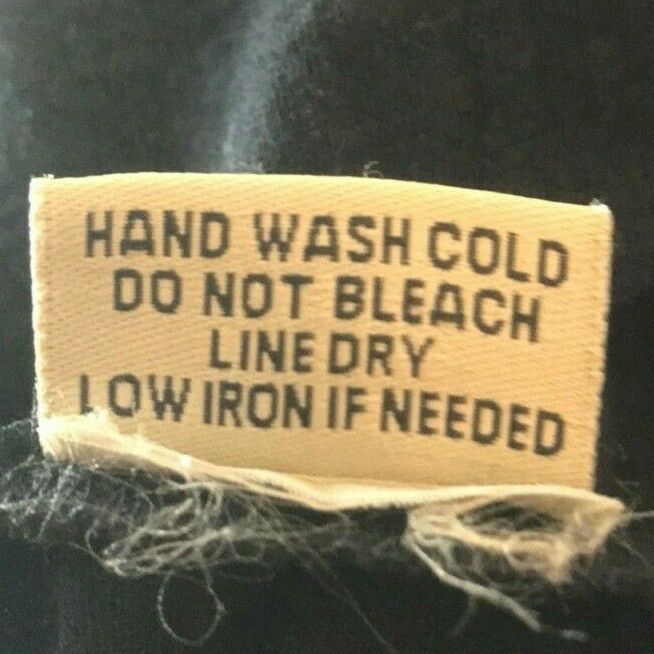 HAND WASH COLD
DO NOT BLEACH
LINE DRY
LOW IRON IF NEEDED